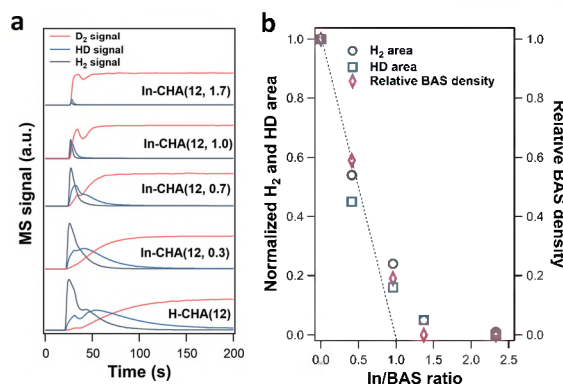 a
D₂ signal
HD signal
H₂ signal
In-CHA(12, 1.7)
In-CHA(12, 1.0)
In-CHA(12, 0.7)
In-CHA(12, 0.3)
H-CHA(12)
MS signal (a.u.)
0 50 100 150 200
Time (s)
b
H₂ area
HD area
Relative BAS density
Normalized H₂ and HD area
1.0
0.8
0.6
0.4
0.2
0.0
1.0
0.8
0.6
0.4
0.2
0.0
Relative BAS
density
0.0 0.5 1.0 1.5 2.0 2.5
In/BAS ratio